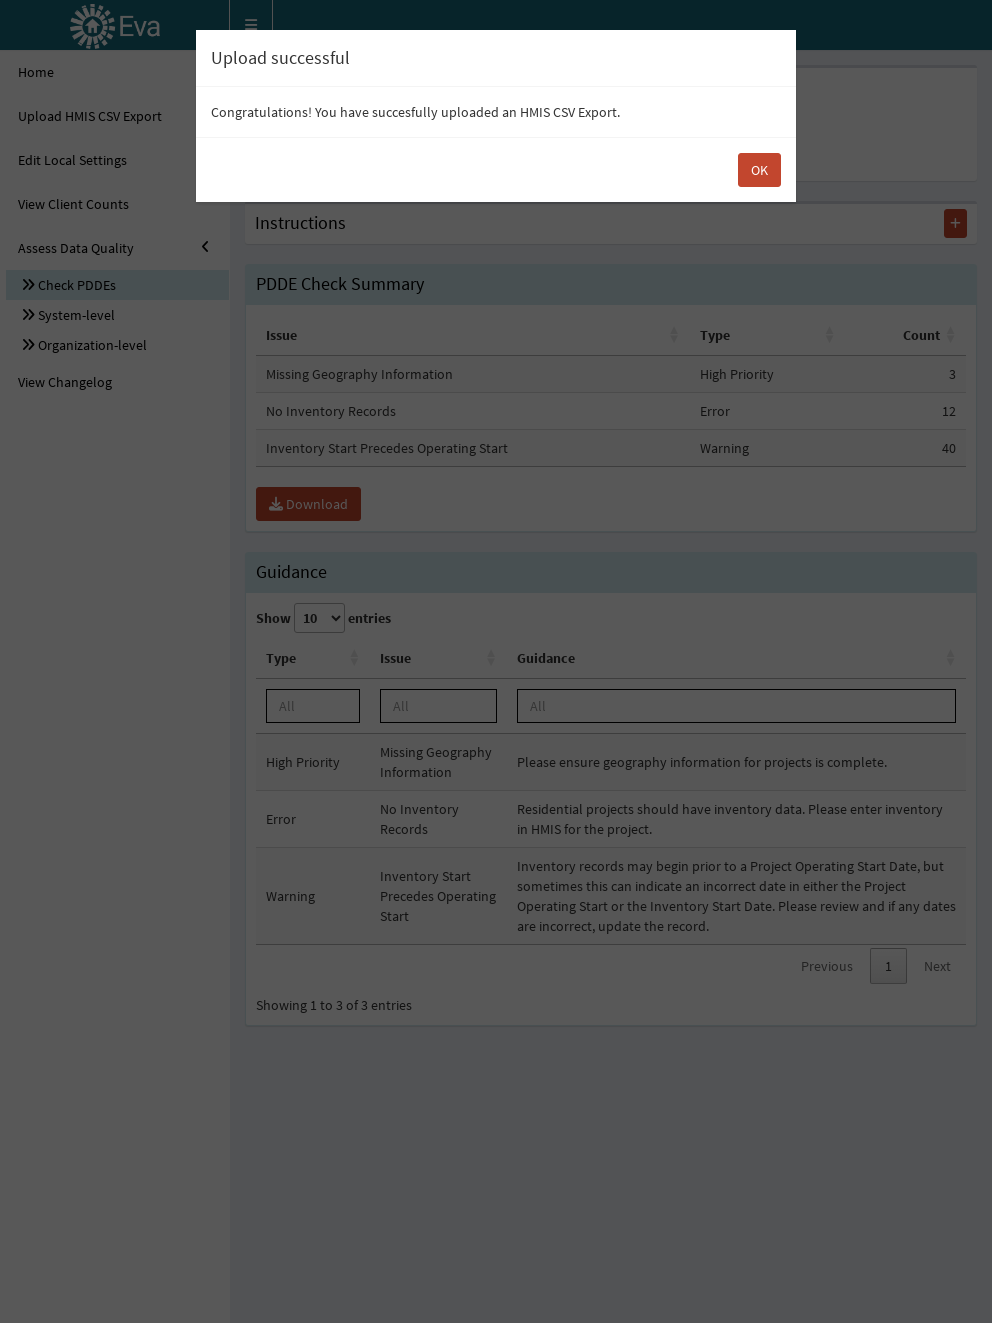 Eva
Upload successful
Congratulations! You have succesfully uploaded an HMIS CSV Export.
OK
Home
Upload HMIS CSV Export
Edit Local Settings
View Client Counts
Assess Data Quality
Check PDDEs
System-level
Organization-level
View Changelog
Instructions
+
PDDE Check Summary
Issue Type Count
Missing Geography Information High Priority 3
No Inventory Records Error 12
Inventory Start Precedes Operating Start Warning 40
Download
Guidance
Show 10 entries
Type Issue Guidance
All All All
High Priority
Missing Geography
Information
Please ensure geography information for projects is complete.
Error
No Inventory
Records
Residential projects should have inventory data. Please enter inventory
in HMIS for the project.
Warning
Inventory Start
Precedes Operating
Start
Inventory records may begin prior to a Project Operating Start Date, but
sometimes this can indicate an incorrect date in either the Project
Operating Start or the Inventory Start Date. Please review and if any dates
are incorrect, update the record.
Previous 1 Next
Showing 1 to 3 of 3 entries